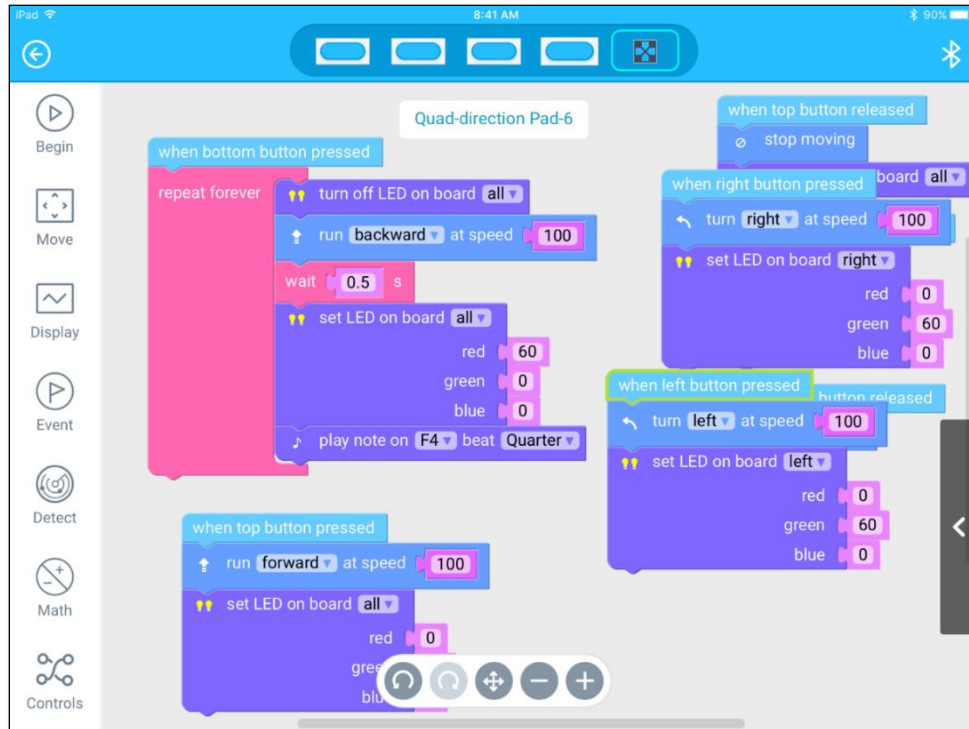 iPad 8:41 AM 90%
Quad-direction Pad-6
Begin
Move
Display
Event
Detect
Math
Controls
when bottom button pressed
repeat forever
turn off LED on board all
run backward at speed 100
wait 0.5 s
set LED on board all
red 60
green 0
blue 0
play note on F4 beat Quarter
when top button pressed
run forward at speed 100
set LED on board all
red 0
when top button released
stop moving
board all
when right button pressed
turn right at speed 100
set LED on board right
red 0
green 60
blue 0
button released
when left button pressed
turn left at speed 100
set LED on board left
red 0
green 60
blue 0